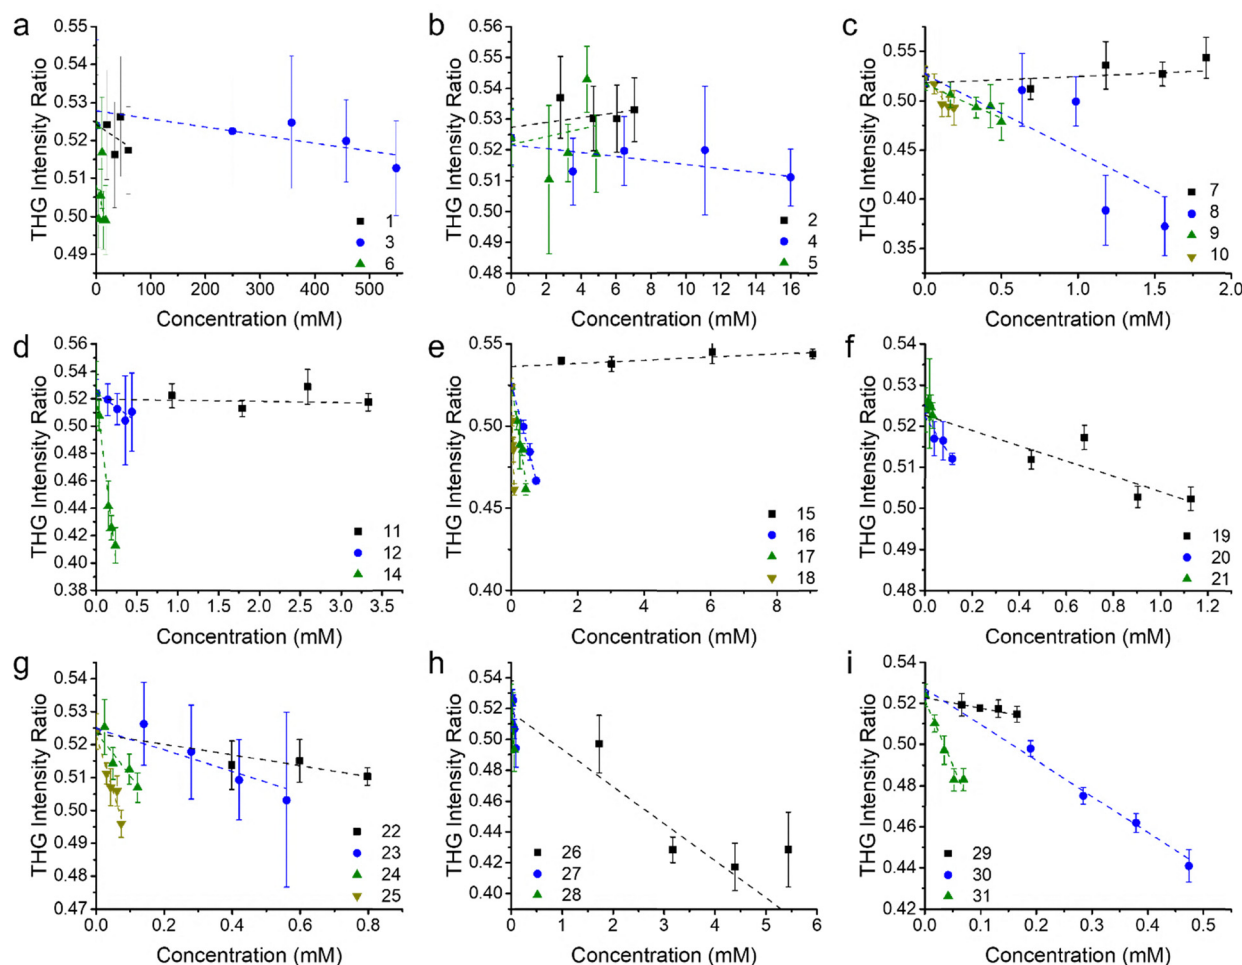 a
THG Intensity Ratio
0.55
0.54
0.53
0.52
0.51
0.50
0.49
0 100 200 300 400 500
Concentration (mM)
1
3
6
b
THG Intensity Ratio
0.56
0.55
0.54
0.53
0.52
0.51
0.50
0.49
0.48
0 2 4 6 8 10 12 14 16
Concentration (mM)
2
4
5
c
THG Intensity Ratio
0.55
0.50
0.45
0.40
0.35
0.0 0.5 1.0 1.5 2.0
Concentration (mM)
7
8
9
10
d
THG Intensity Ratio
0.56
0.54
0.52
0.50
0.48
0.46
0.44
0.42
0.40
0.38
0.0 0.5 1.0 1.5 2.0 2.5 3.0 3.5
Concentration (mM)
11
12
14
e
THG Intensity Ratio
0.55
0.50
0.45
0.40
0 2 4 6 8
Concentration (mM)
15
16
17
18
f
THG Intensity Ratio
0.54
0.53
0.52
0.51
0.50
0.49
0.48
0.0 0.2 0.4 0.6 0.8 1.0 1.2
Concentration (mM)
19
20
21
g
THG Intensity Ratio
0.55
0.54
0.53
0.52
0.51
0.50
0.49
0.48
0.47
0.0 0.2 0.4 0.6 0.8
Concentration (mM)
22
23
24
25
h
THG Intensity Ratio
0.55
0.54
0.52
0.50
0.48
0.46
0.44
0.42
0.40
0 1 2 3 4 5 6
Concentration (mM)
26
27
28
i
THG Intensity Ratio
0.54
0.52
0.50
0.48
0.46
0.44
0.42
0.0 0.1 0.2 0.3 0.4 0.5
Concentration (mM)
29
30
31